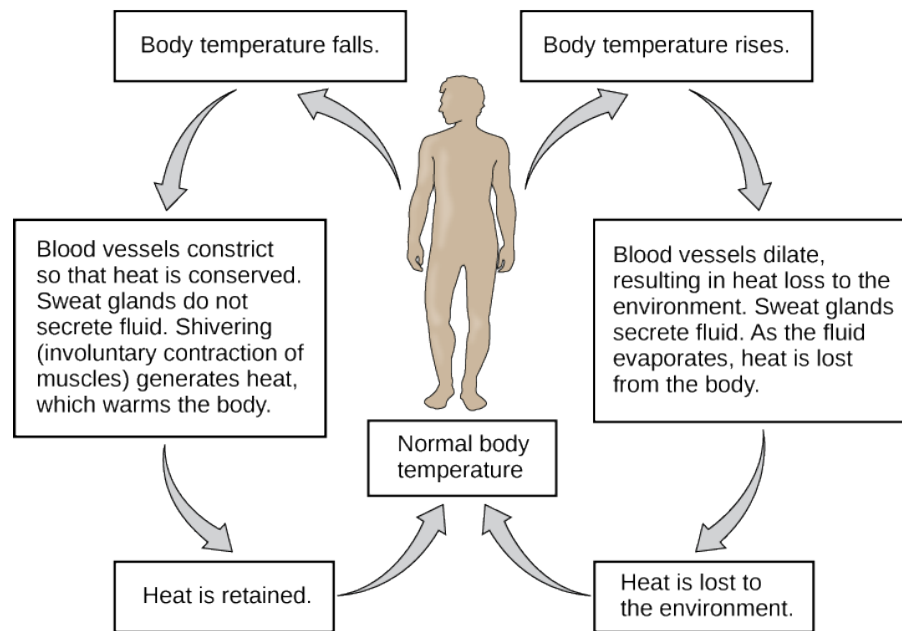 Body temperature falls.
Body temperature rises.
Blood vessels constrict
so that heat is conserved.
Sweat glands do not
secrete fluid. Shivering
(involuntary contraction of
muscles) generates heat,
which warms the body.
Blood vessels dilate,
resulting in heat loss to the
environment. Sweat glands
secrete fluid. As the fluid
evaporates, heat is lost
from the body.
Normal body
temperature
Heat is retained.
Heat is lost to
the environment.